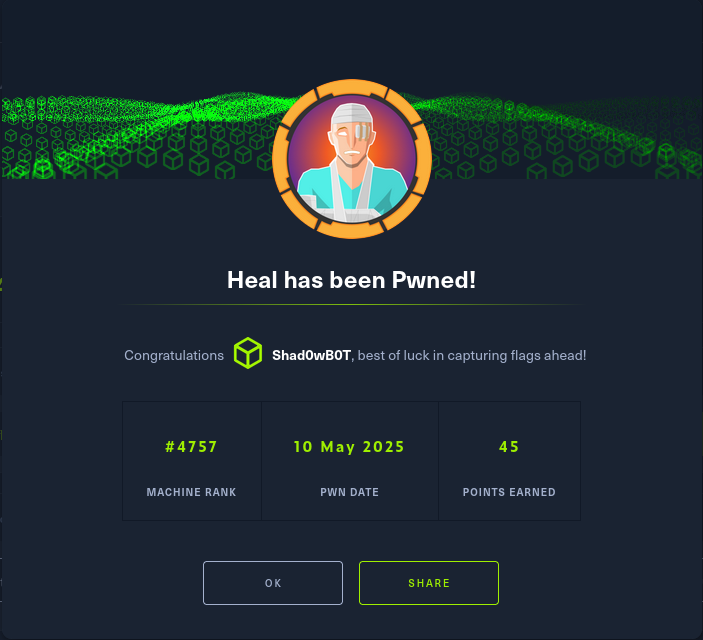 Heal has been Pwned!
Congratulations Shad0wB0T, best of luck in capturing flags ahead!
#4757 10 May 2025 45
MACHINE RANK PWN DATE POINTS EARNED
OK SHARE